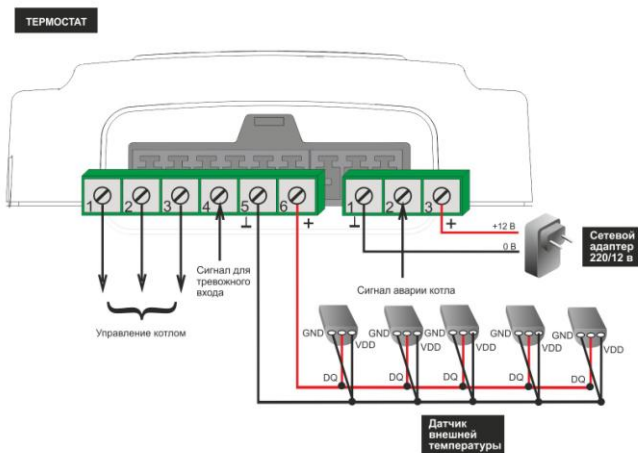 ТЕРМОСТАТ
1 2 3 4 5 6
1 2 3
⊥ +
⊥ +
+12 В
0 В
Сетевой
адаптер
220/12 в
Сигнал для
тревожного
входа
Сигнал аварии котла
Управление котлом
GND GND GND GND GND
VDD VDD VDD VDD VDD
DQ DQ DQ DQ DQ
Датчик
внешней
температуры